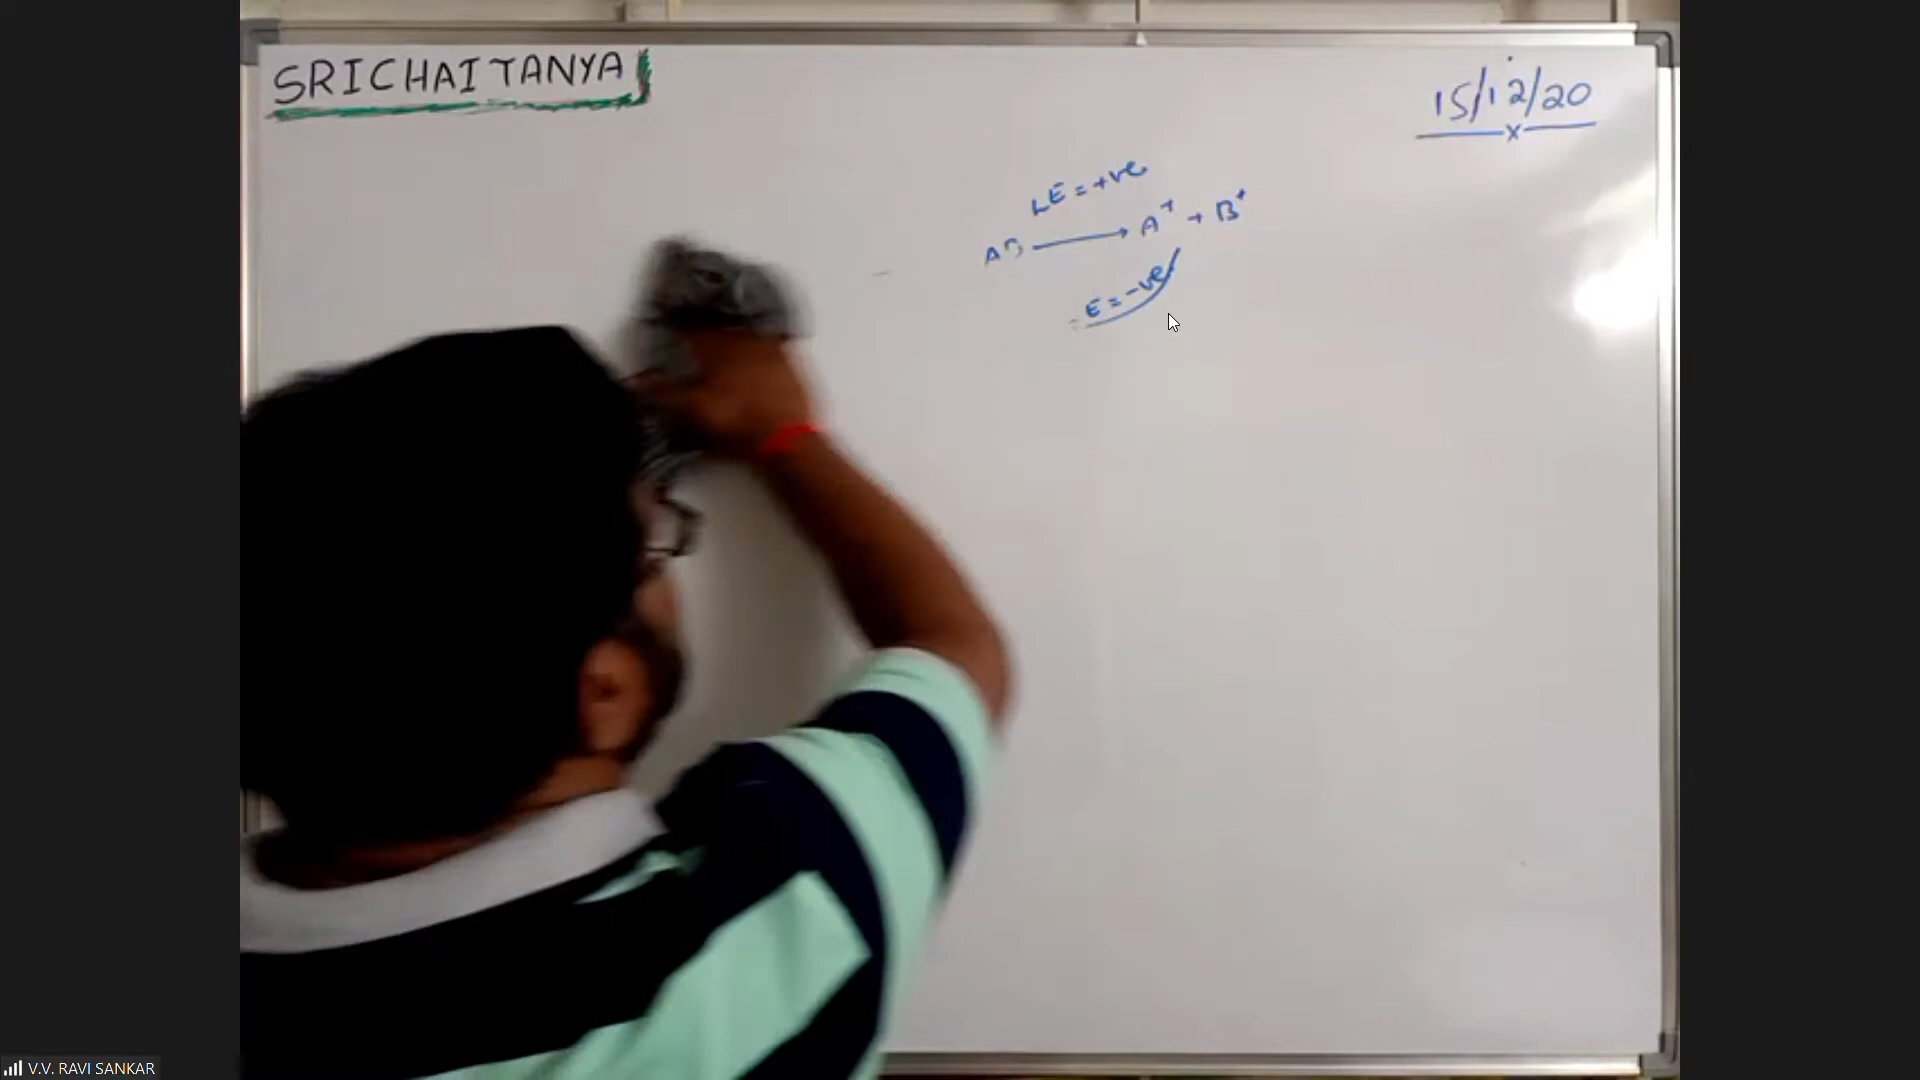 SRICHAITANYA
15/12/20
x
LE = +ve
AB → A⁺ + B⁺
E = -ve
V.V. RAVI SANKAR